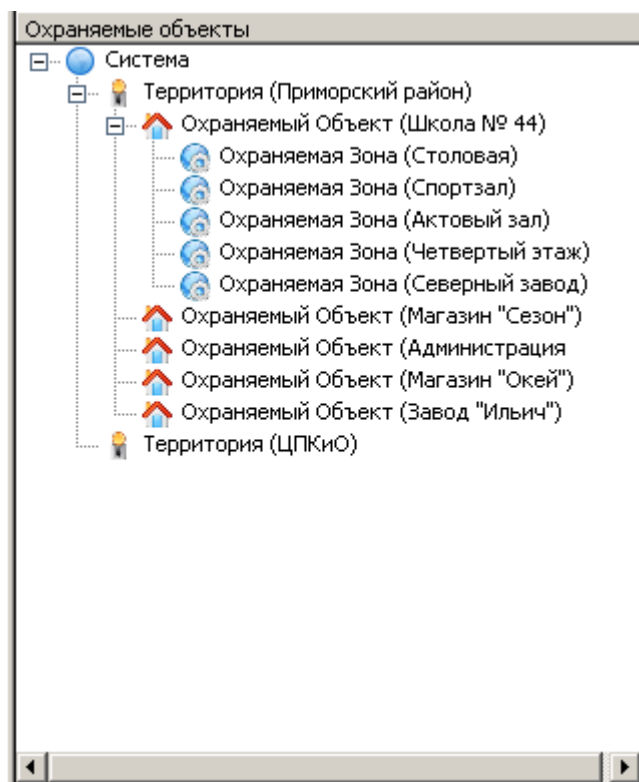 Охраняемые объекты
Система
Территория (Приморский район)
Охраняемый Объект (Школа № 44)
Охраняемая Зона (Столовая)
Охраняемая Зона (Спортзал)
Охраняемая Зона (Актовый зал)
Охраняемая Зона (Четвертый этаж)
Охраняемая Зона (Северный завод)
Охраняемый Объект (Магазин "Сезон")
Охраняемый Объект (Администрация
Охраняемый Объект (Магазин "Окей")
Охраняемый Объект (Завод "Ильич")
Территория (ЦПКиО)